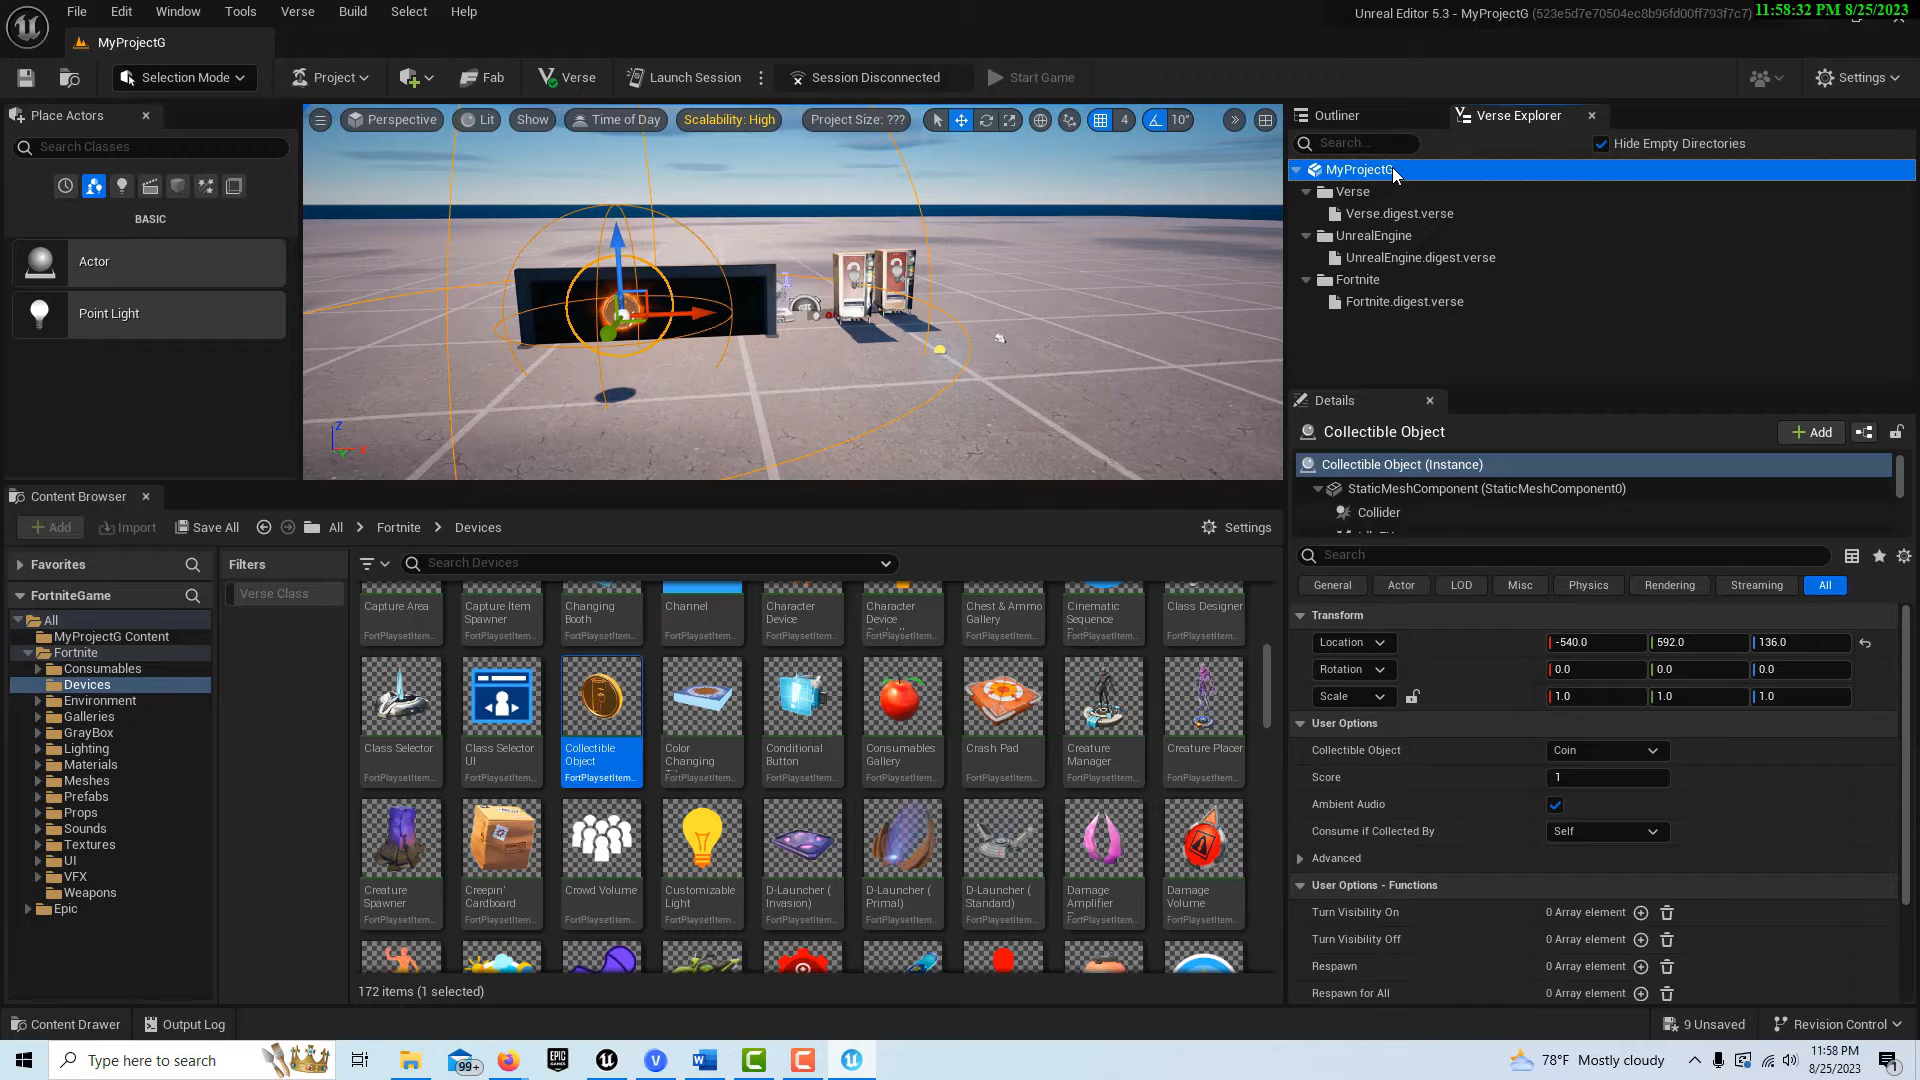 File Edit Window Tools Verse Build Select Help
Unreal Editor 5.3 - MyProjectG (523e5d7e70504ec8b96fd00ff793f7c7)
11:58:32 PM 8/25/2023
MyProjectG
Selection Mode Project Fab Verse Launch Session Session Disconnected Start Game Settings
Place Actors
Search Classes
BASIC
Actor
Point Light
Perspective Lit Show Time of Day Scalability: High Project Size: ??? 4 10°
Z
X
Y
Outliner Verse Explorer
Search... Hide Empty Directories
MyProjectG
Verse
Verse.digest.verse
UnrealEngine
UnrealEngine.digest.verse
Fortnite
Fortnite.digest.verse
Details
Collectible Object Add
Collectible Object (Instance)
StaticMeshComponent (StaticMeshComponent0)
Collider
Search
General Actor LOD Misc Physics Rendering Streaming All
Transform
Location -540.0 592.0 136.0
Rotation 0.0 0.0 0.0
Scale 1.0 1.0 1.0
User Options
Collectible Object Coin
Score 1
Ambient Audio
Consume if Collected By Self
Advanced
User Options - Functions
Turn Visibility On 0 Array element
Turn Visibility Off 0 Array element
Respawn 0 Array element
Respawn for All 0 Array element
Content Browser
Add Import Save All All Fortnite Devices Settings
Favorites
FortniteGame
All
MyProjectG Content
Fortnite
Consumables
Devices
Environment
Galleries
GrayBox
Lighting
Materials
Meshes
Prefabs
Props
Sounds
Textures
UI
VFX
Weapons
Epic
Filters
Verse Class
Search Devices
Capture Area
FortPlaysetItem...
Capture Item Spawner
FortPlaysetItem...
Changing Booth
FortPlaysetItem...
Channel
FortPlaysetItem...
Character Device
FortPlaysetItem...
Character Device
FortPlaysetItem...
Chest & Ammo Gallery
FortPlaysetItem...
Cinematic Sequence
FortPlaysetItem...
Class Designer
FortPlaysetItem...
Class Selector
FortPlaysetItem...
Class Selector UI
FortPlaysetItem...
Collectible Object
FortPlaysetItem...
Color Changing
FortPlaysetItem...
Conditional Button
FortPlaysetItem...
Consumables Gallery
FortPlaysetItem...
Crash Pad
FortPlaysetItem...
Creature Manager
FortPlaysetItem...
Creature Placer
FortPlaysetItem...
Creature Spawner
FortPlaysetItem...
Creepin' Cardboard
FortPlaysetItem...
Crowd Volume
FortPlaysetItem...
Customizable Light
FortPlaysetItem...
D-Launcher ( Invasion)
FortPlaysetItem...
D-Launcher ( Primal)
FortPlaysetItem...
D-Launcher ( Standard)
FortPlaysetItem...
Damage Amplifier
FortPlaysetItem...
Damage Volume
FortPlaysetItem...
172 items (1 selected)
Content Drawer Output Log 9 Unsaved Revision Control
Type here to search
99+
EPIC GAMES
78°F Mostly cloudy
11:58 PM
8/25/2023
1